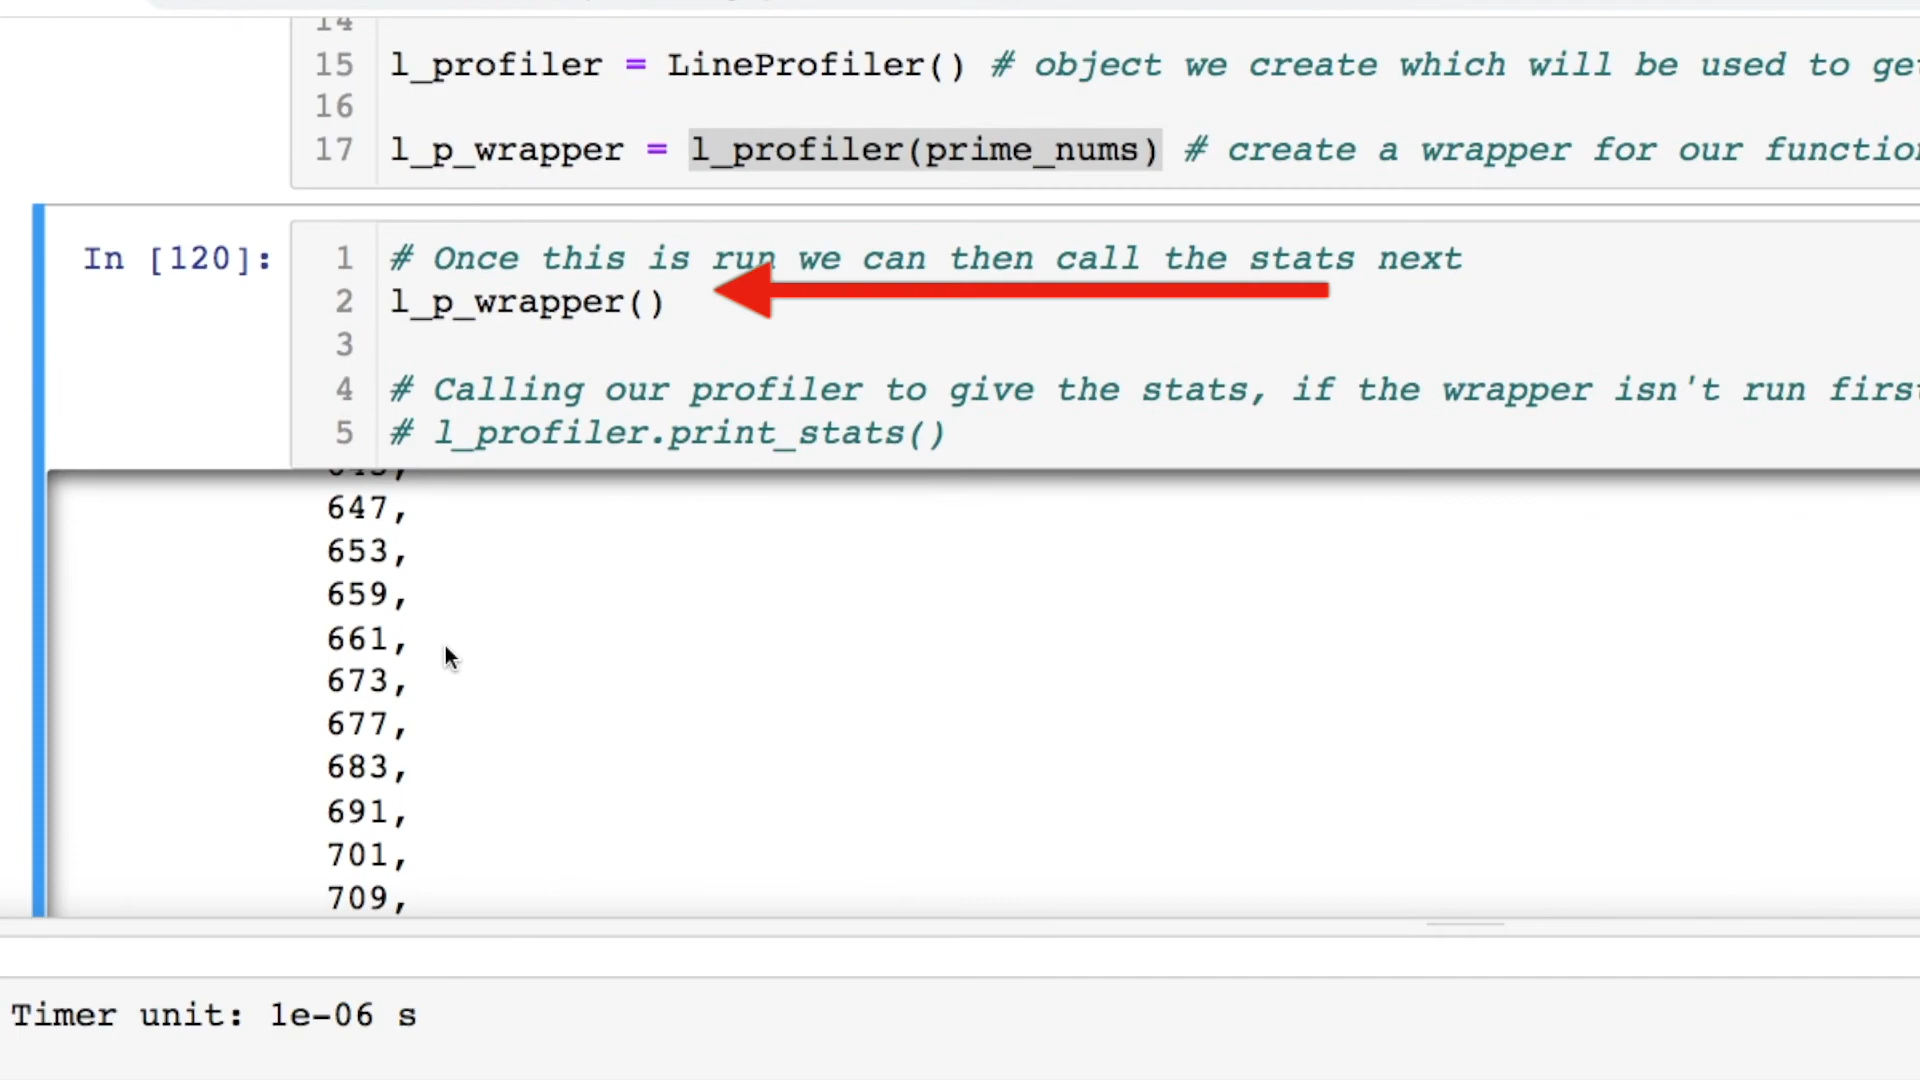 14
15 l_profiler = LineProfiler() # object we create which will be used to ge
16
17 l_p_wrapper = l_profiler(prime_nums) # create a wrapper for our functio
In [120]:
1 # Once this is run we can then call the stats next
2 l_p_wrapper()
3
4 # Calling our profiler to give the stats, if the wrapper isn't run firs
5 # l_profiler.print_stats()
647,
653,
659,
661,
673,
677,
683,
691,
701,
709,
Timer unit: 1e-06 s